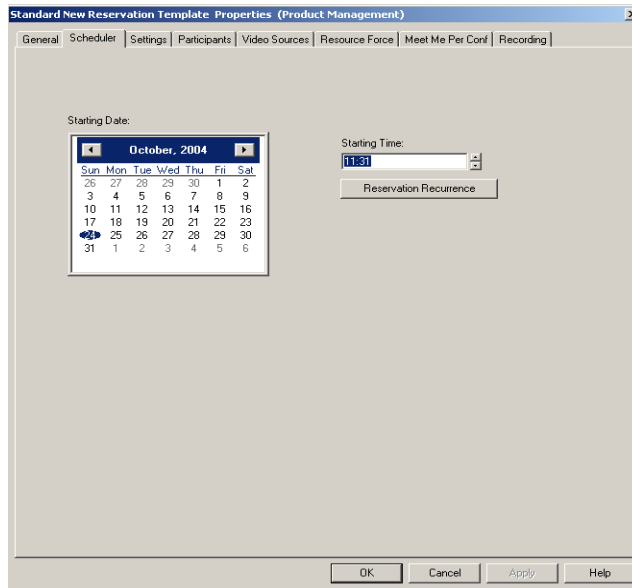 Standard New Reservation Template Properties (Product Management)
General Scheduler Settings Participants Video Sources Resource Force Meet Me Per Conf Recording
Starting Date:
October, 2004
Sun Mon Tue Wed Thu Fri Sat
26 27 28 29 30 1 2
3 4 5 6 7 8 9
10 11 12 13 14 15 16
17 18 19 20 21 22 23
24 25 26 27 28 29 30
31 1 2 3 4 5 6
Starting Time:
11:31
Reservation Recurrence
OK Cancel Apply Help